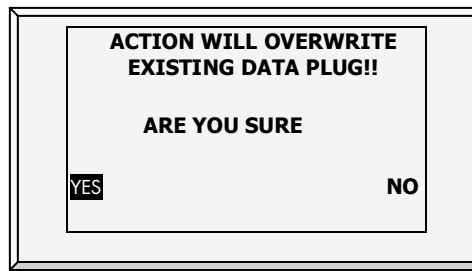 ACTION WILL OVERWRITE
EXISTING DATA PLUG!!
ARE YOU SURE
YES NO